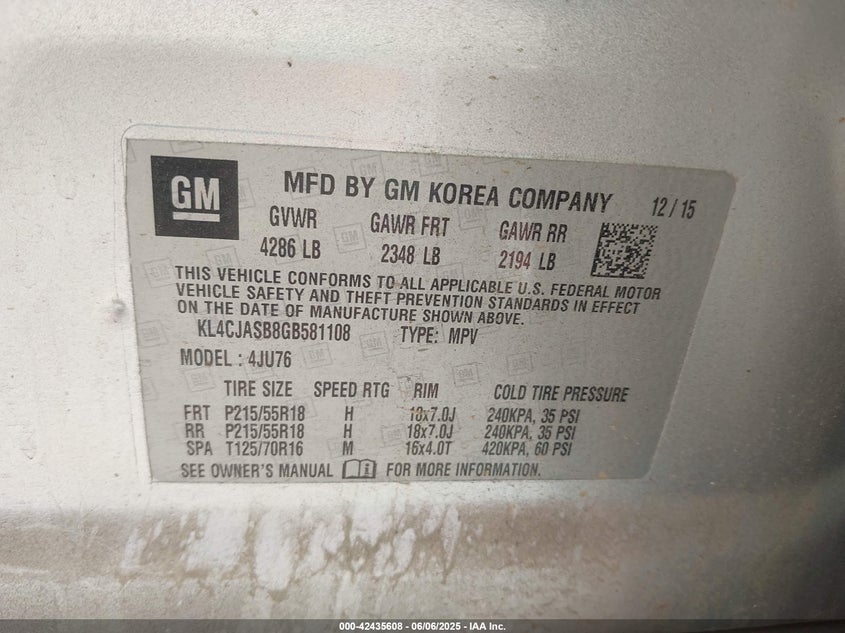 GM MFD BY GM KOREA COMPANY 12/15
GVWR GAWR FRT GAWR RR
4286 LB 2348 LB 2194 LB
THIS VEHICLE CONFORMS TO ALL APPLICABLE U.S. FEDERAL MOTOR
VEHICLE SAFETY AND THEFT PREVENTION STANDARDS IN EFFECT
ON THE DATE OF MANUFACTURE SHOWN ABOVE.
KL4CJASB8GB581108 TYPE: MPV
MODEL : 4JU76
TIRE SIZE SPEED RTG RIM COLD TIRE PRESSURE
FRT P215/55R18 H 18x7.0J 240KPA, 35 PSI
RR P215/55R18 H 18x7.0J 240KPA, 35 PSI
SPA T125/70R16 M 16x4.0T 420KPA, 60 PSI
SEE OWNER'S MANUAL FOR MORE INFORMATION.
000-42435608 - 06/06/2025 - IAA Inc.